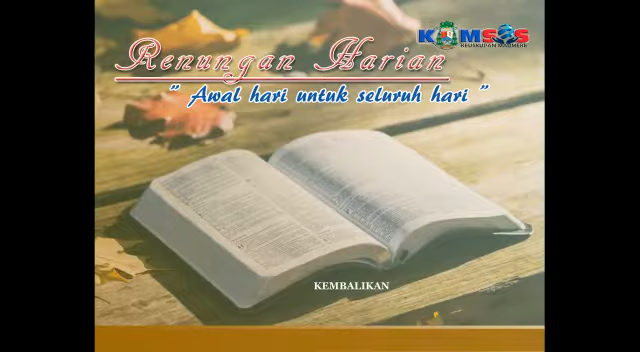 KOMSOS
KEUSKUPAN MAUMERE
Renungan Harian
" Awal hari untuk seluruh hari "
KEMBALIKAN